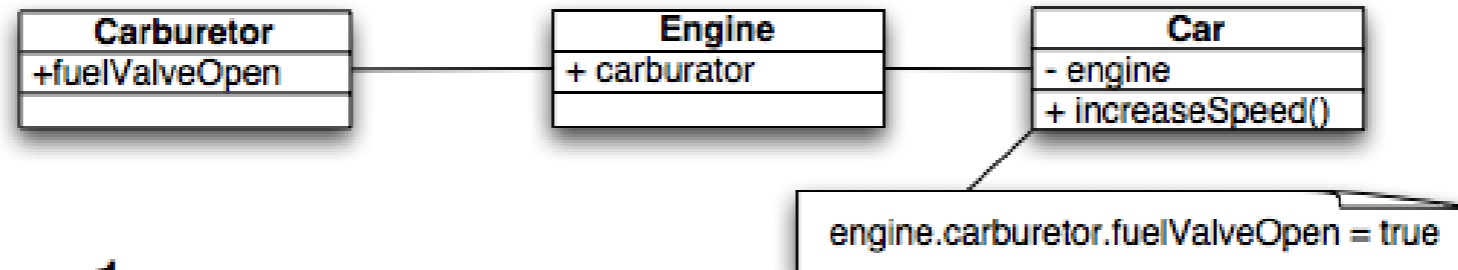 Carburetor
+fuelValveOpen
Engine
+ carburator
Car
- engine
+ increaseSpeed()
engine.carburetor.fuelValveOpen = true